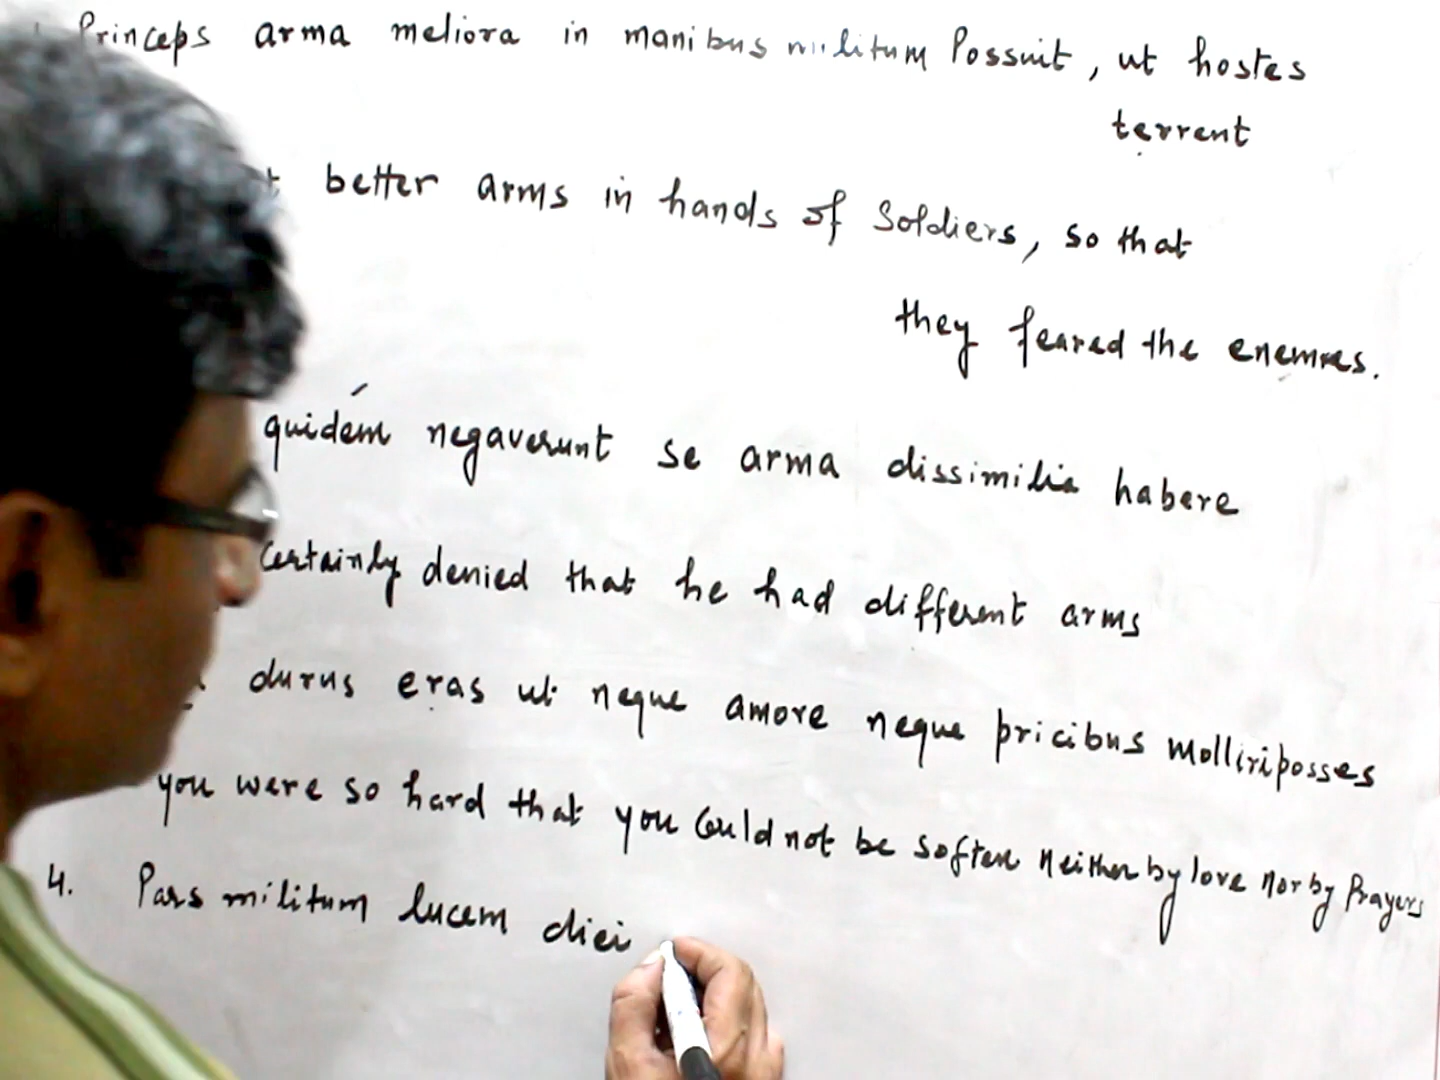 Princeps arma meliora in manibus militum Possuit, ut hostes
terrent
better arms in hands of Soldiers, so that
they feared the enemies.
quidem negaverunt se arma dissimilia habere
Certainly denied that he had different arms
durus eras ut neque amore neque pricibus molliriposses
you were so hard that you Could not be soften neither by love nor by Prayers
4. Pars militum lucem diei